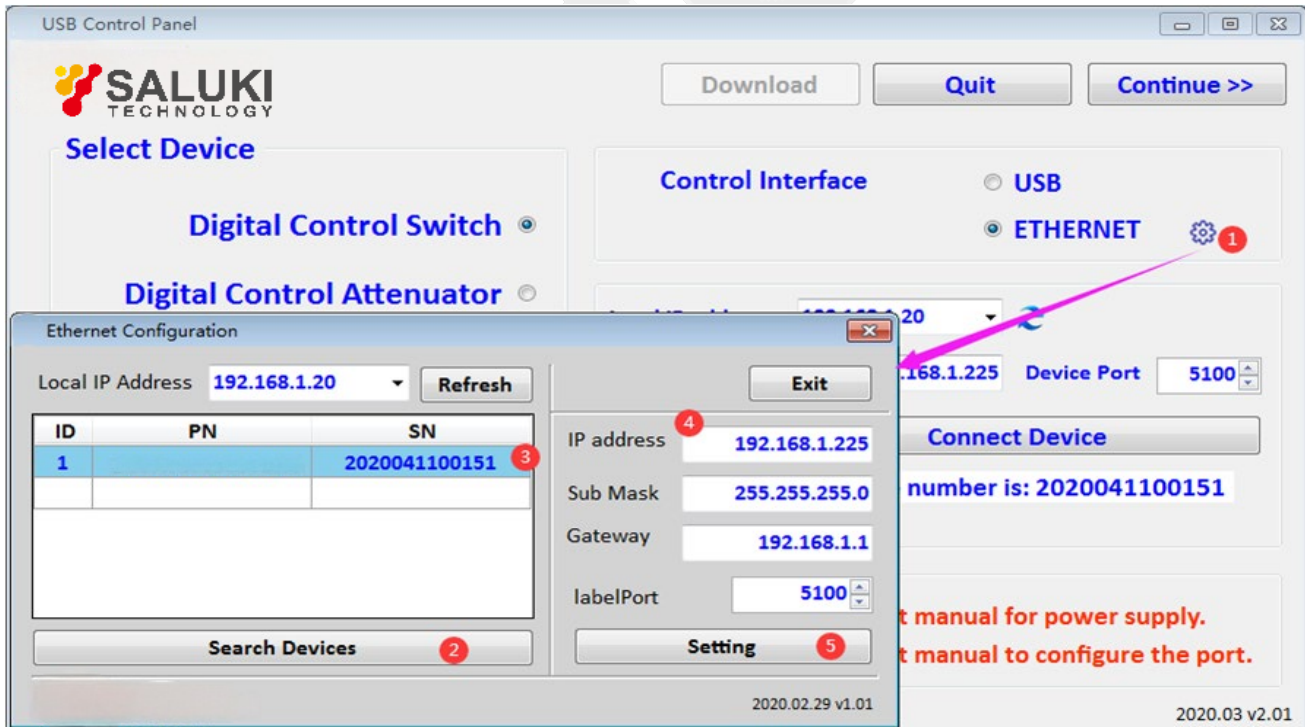 USB Control Panel
SALUKI
TECHNOLOGY
Download
Quit
Continue >>
Select Device
Digital Control Switch
Digital Control Attenuator
Control Interface
USB
ETHERNET
1
20
.168.1.225
Device Port
5100
Connect Device
number is: 2020041100151
t manual for power supply.
t manual to configure the port.
2020.03 v2.01
Ethernet Configuration
Local IP Address 192.168.1.20
Refresh
ID PN SN
1 2020041100151
3
Search Devices
2
Exit
4
IP address 192.168.1.225
Sub Mask 255.255.255.0
Gateway 192.168.1.1
labelPort 5100
Setting
5
2020.02.29 v1.01